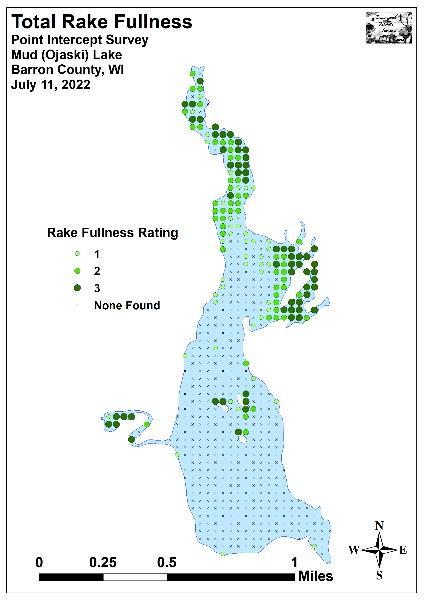 Total Rake Fullness
Point Intercept Survey
Mud (Ojaski) Lake
Barron County, WI
July 11, 2022
Rake Fullness Rating
1
2
3
None Found
N
W E
S
0 0.25 0.5 1
Miles